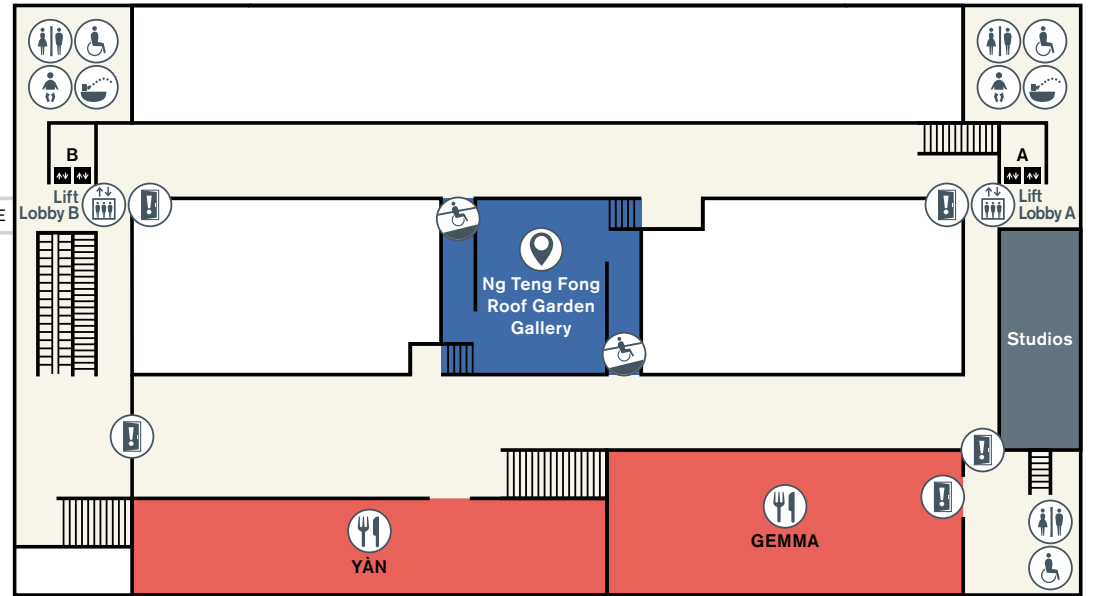 B
A
Lift
Lobby B
Lift
Lobby A
E
Ng Teng Fong
Roof Garden
Gallery
Studios
YÀN
GEMMA